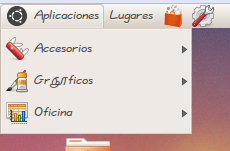 Aplicaciones Lugares
Accesorios
Gráficos
Oficina